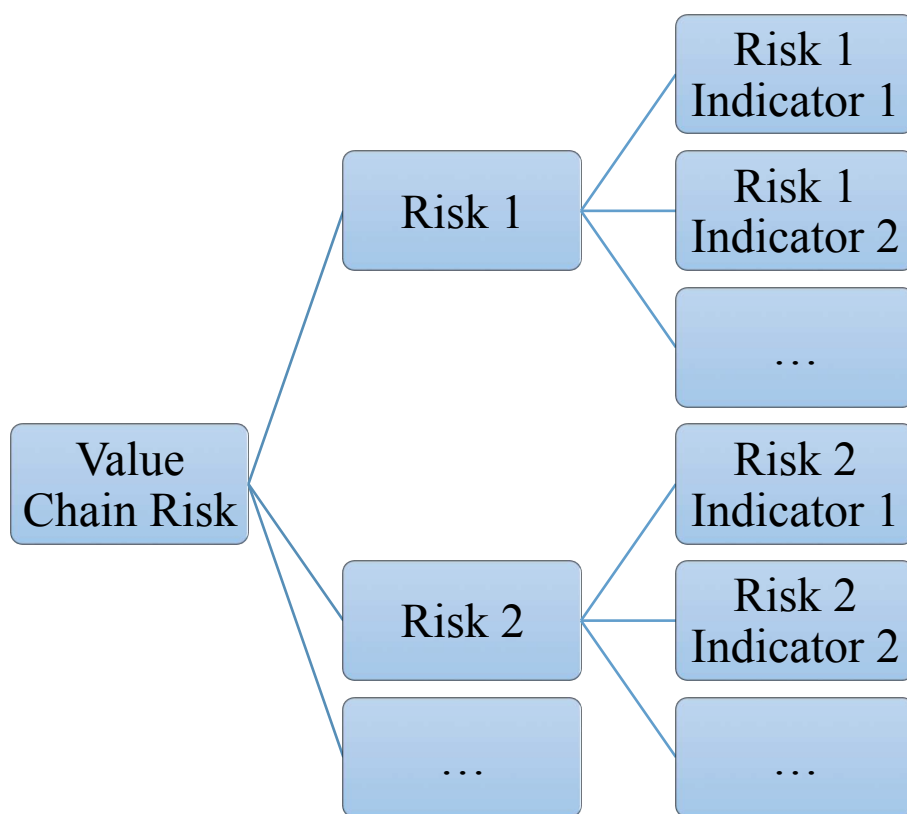 Value
Chain Risk
Risk 1
Risk 1
Indicator 1
Risk 1
Indicator 2
…
Risk 2
Risk 2
Indicator 1
Risk 2
Indicator 2
…
…